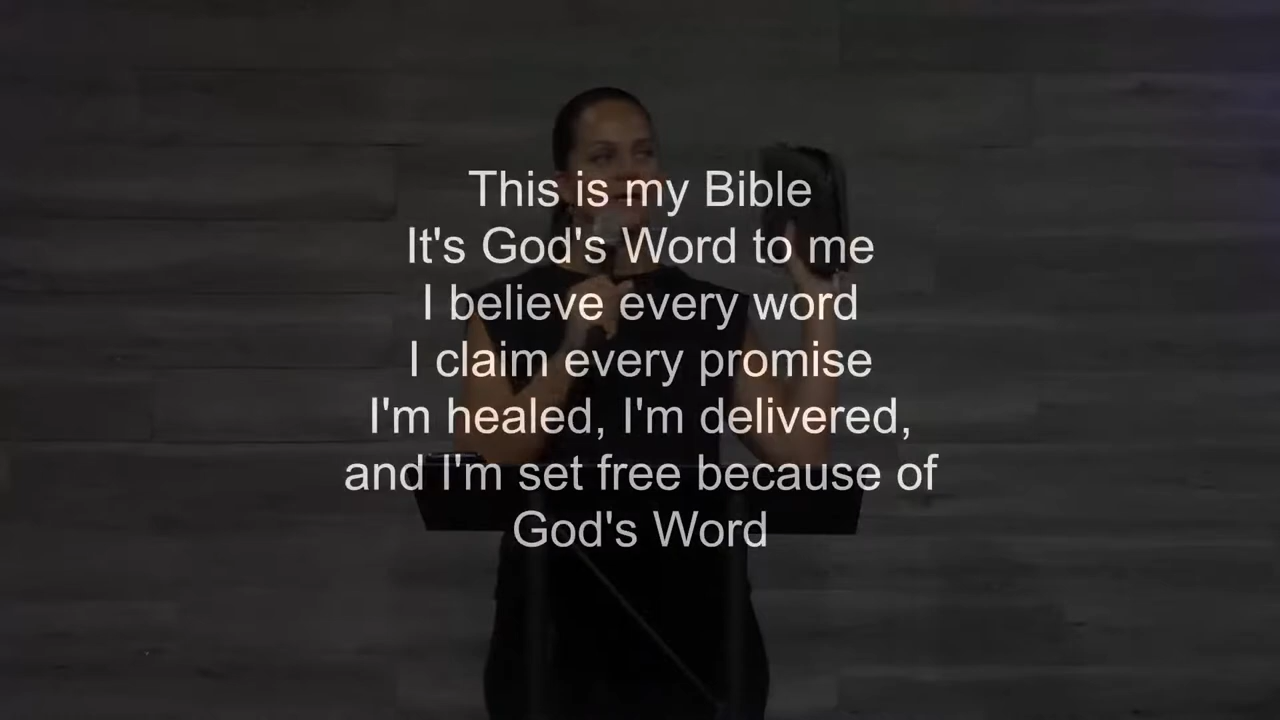 This is my Bible
It's God's Word to me
I believe every word
I claim every promise
I'm healed, I'm delivered,
and I'm set free because of
God's Word